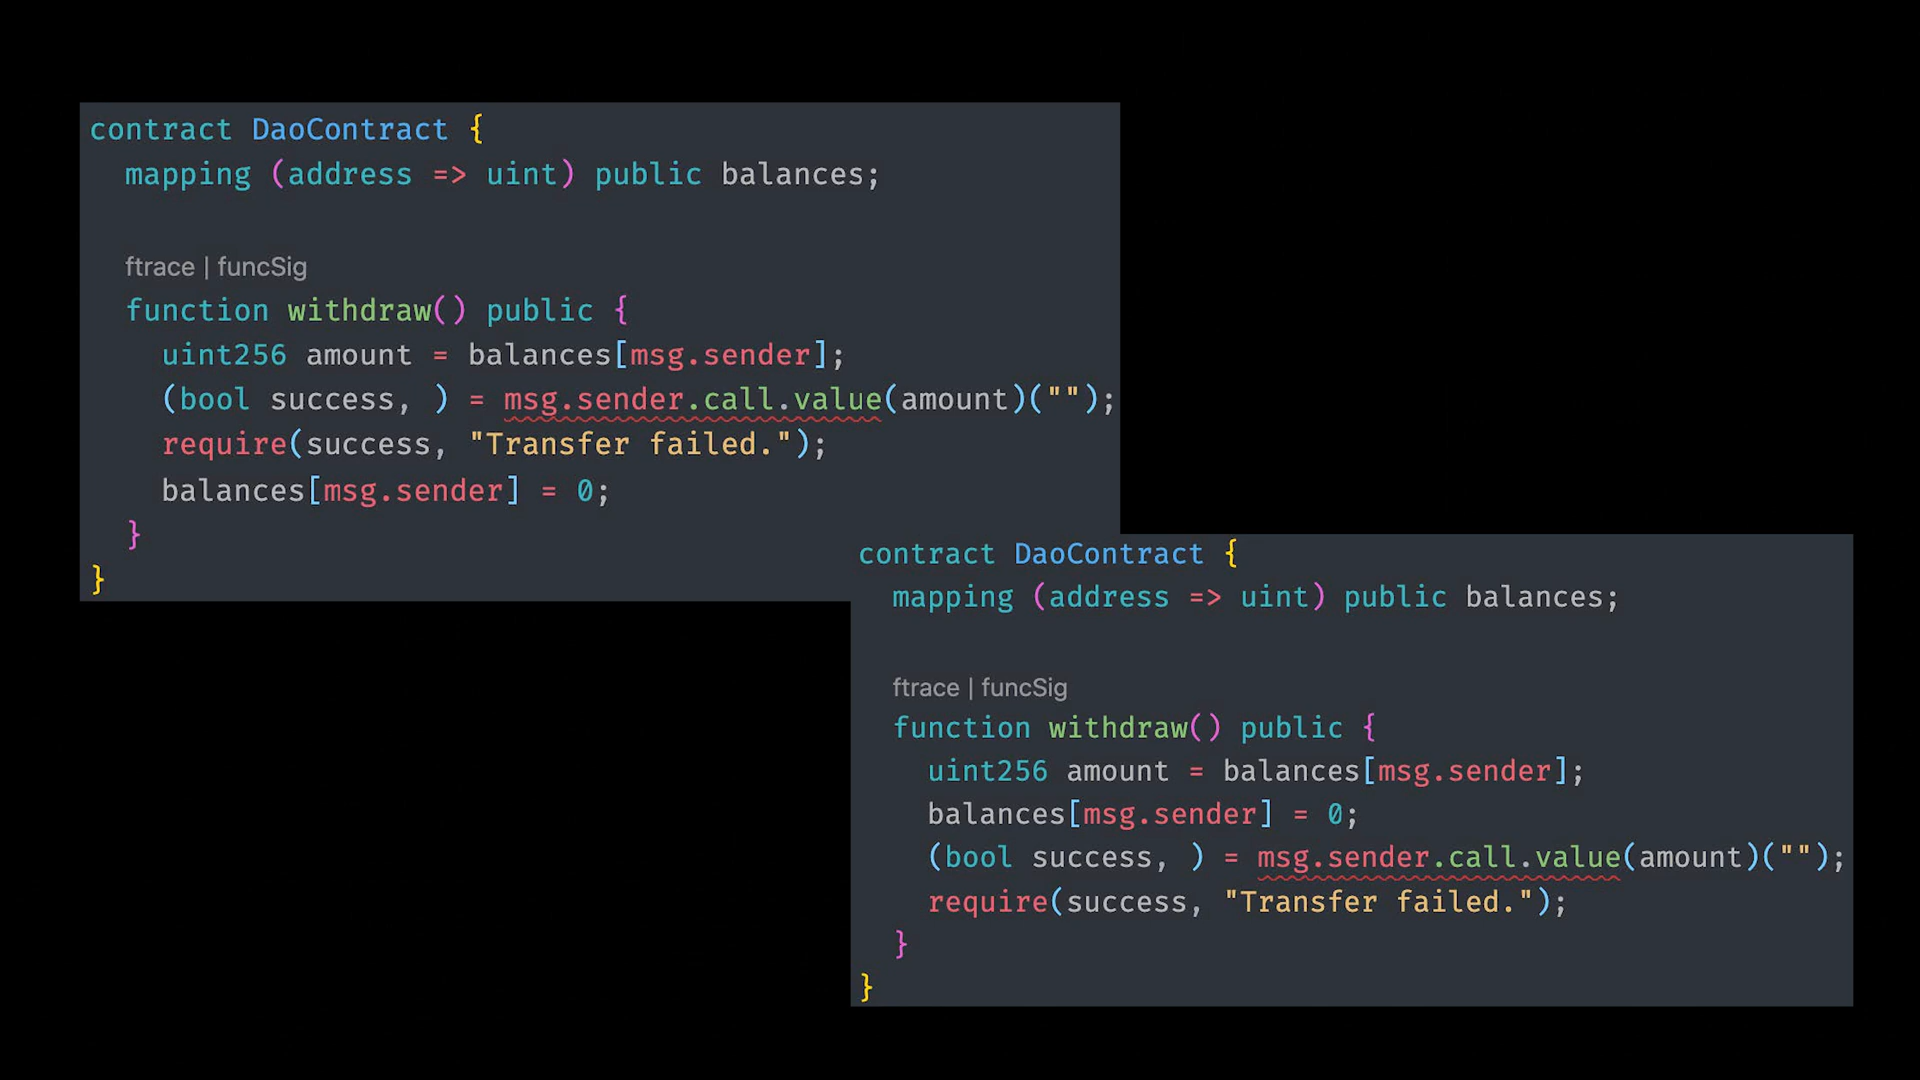 contract DaoContract {
mapping (address => uint) public balances;
ftrace | funcSig
function withdraw() public {
uint256 amount = balances[msg.sender];
(bool success, ) = msg.sender.call.value(amount)("");
require(success, "Transfer failed.");
balances[msg.sender] = 0;
}
}
contract DaoContract {
mapping (address => uint) public balances;
ftrace | funcSig
function withdraw() public {
uint256 amount = balances[msg.sender];
balances[msg.sender] = 0;
(bool success, ) = msg.sender.call.value(amount)("");
require(success, "Transfer failed.");
}
}